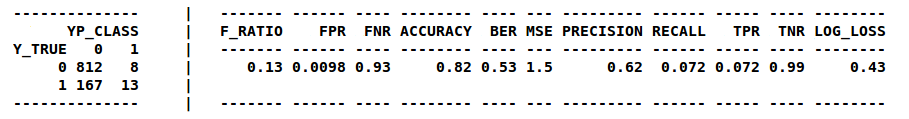 -------------- | ------- ------ ---- -------- ---- --- --------- ------ ----- ---- --------
YP_CLASS | F_RATIO FPR FNR ACCURACY BER MSE PRECISION RECALL TPR TNR LOG_LOSS
Y_TRUE 0 1 | ------- ------ ---- -------- ---- --- --------- ------ ----- ---- --------
0 812 8 | 0.13 0.0098 0.93 0.82 0.53 1.5 0.62 0.072 0.072 0.99 0.43
1 167 13 |
-------------- | ------- ------ ---- -------- ---- --- --------- ------ ----- ---- --------